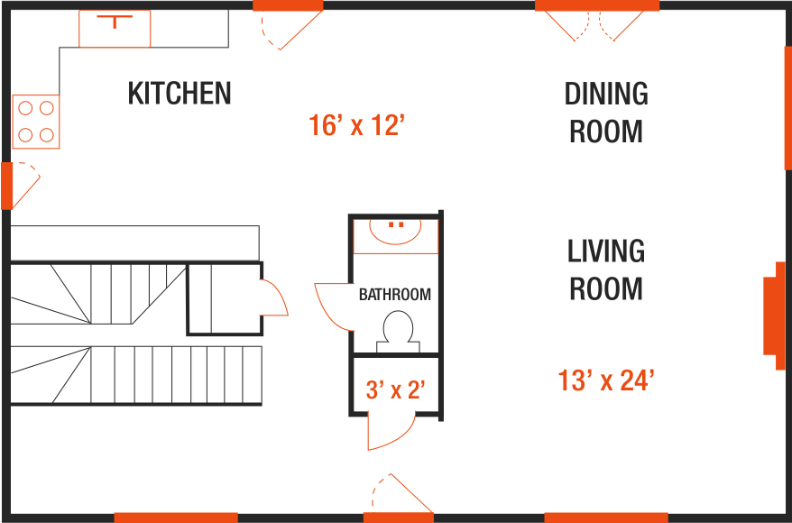 KITCHEN
16’ x 12’
DINING
ROOM
LIVING
ROOM
BATHROOM
3’ x 2’
13’ x 24’